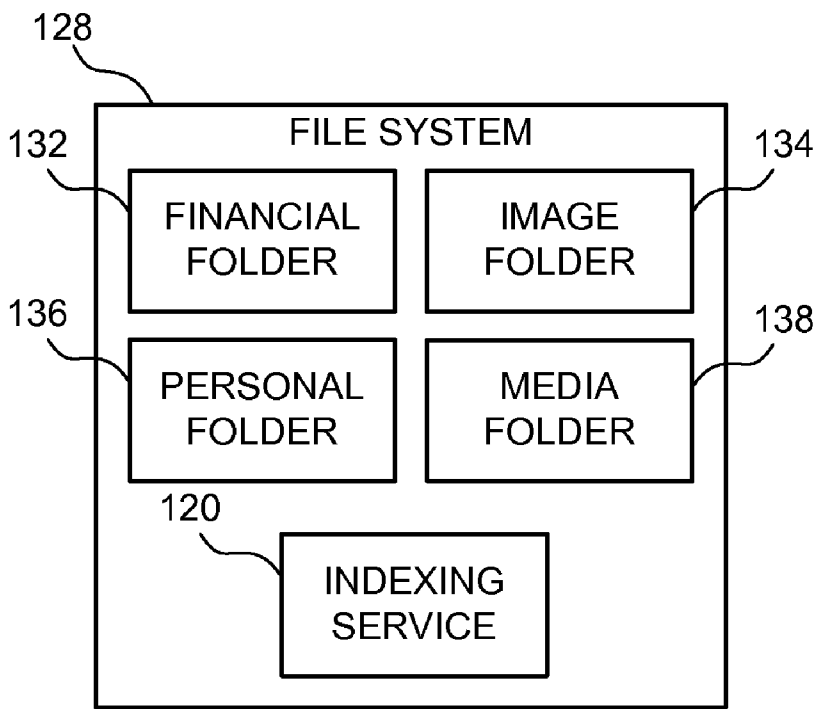 128
FILE SYSTEM
132
134
FINANCIAL
FOLDER
IMAGE
FOLDER
136
138
PERSONAL
FOLDER
MEDIA
FOLDER
120
INDEXING
SERVICE